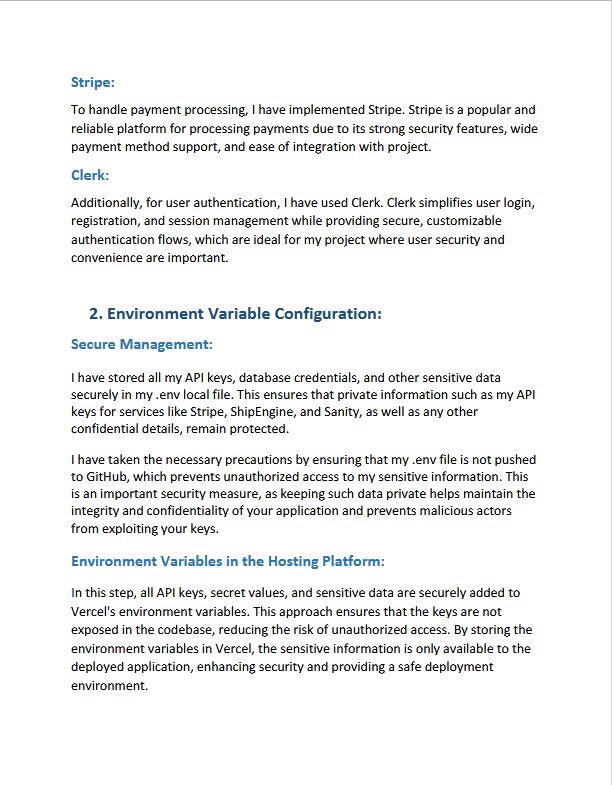 Stripe:
To handle payment processing, I have implemented Stripe. Stripe is a popular and
reliable platform for processing payments due to its strong security features, wide
payment method support, and ease of integration with project.
Clerk:
Additionally, for user authentication, I have used Clerk. Clerk simplifies user login,
registration, and session management while providing secure, customizable
authentication flows, which are ideal for my project where user security and
convenience are important.
2. Environment Variable Configuration:
Secure Management:
I have stored all my API keys, database credentials, and other sensitive data
securely in my .env local file. This ensures that private information such as my API
keys for services like Stripe, ShipEngine, and Sanity, as well as any other
confidential details, remain protected.
I have taken the necessary precautions by ensuring that my .env file is not pushed
to GitHub, which prevents unauthorized access to my sensitive information. This
is an important security measure, as keeping such data private helps maintain the
integrity and confidentiality of your application and prevents malicious actors
from exploiting your keys.
Environment Variables in the Hosting Platform:
In this step, all API keys, secret values, and sensitive data are securely added to
Vercel's environment variables. This approach ensures that the keys are not
exposed in the codebase, reducing the risk of unauthorized access. By storing the
environment variables in Vercel, the sensitive information is only available to the
deployed application, enhancing security and providing a safe deployment
environment.